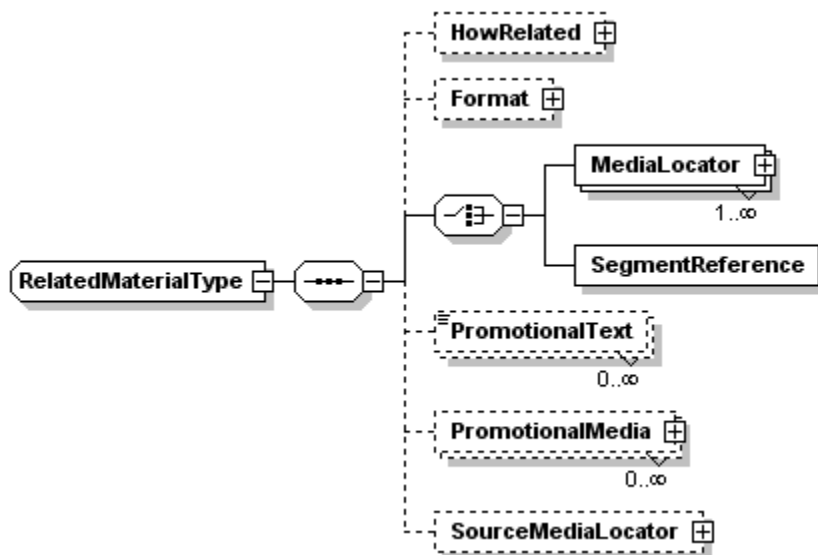 HowRelated
Format
MediaLocator
1..∞
RelatedMaterialType
SegmentReference
PromotionalText
0..∞
PromotionalMedia
0..∞
SourceMediaLocator